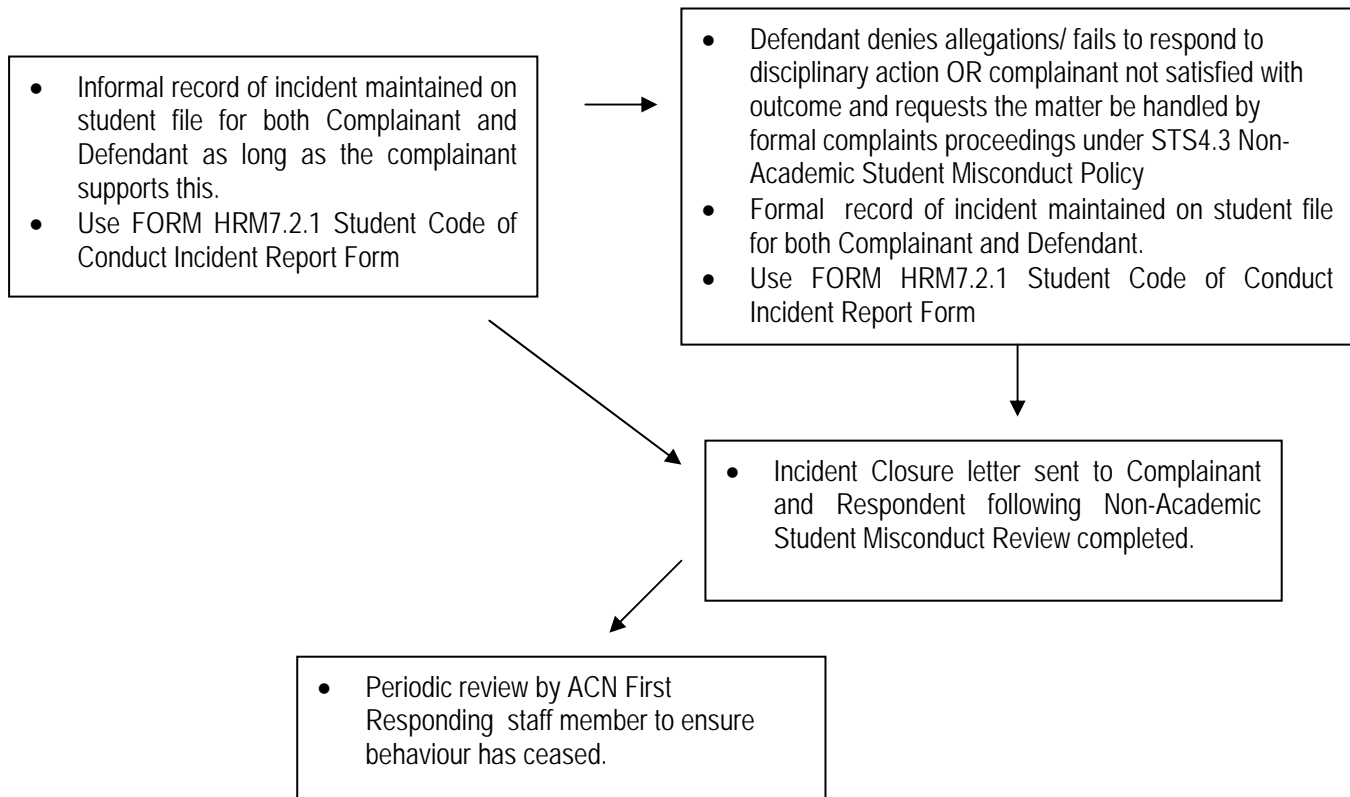 • Informal record of incident maintained on
student file for both Complainant and
Defendant as long as the complainant
supports this.
• Use FORM HRM7.2.1 Student Code of
Conduct Incident Report Form
• Defendant denies allegations/ fails to respond to
disciplinary action OR complainant not satisfied with
outcome and requests the matter be handled by
formal complaints proceedings under STS4.3 Non-
Academic Student Misconduct Policy
• Formal record of incident maintained on student file
for both Complainant and Defendant.
• Use FORM HRM7.2.1 Student Code of Conduct
Incident Report Form
• Incident Closure letter sent to Complainant
and Respondent following Non-Academic
Student Misconduct Review completed.
• Periodic review by ACN First
Responding staff member to ensure
behaviour has ceased.